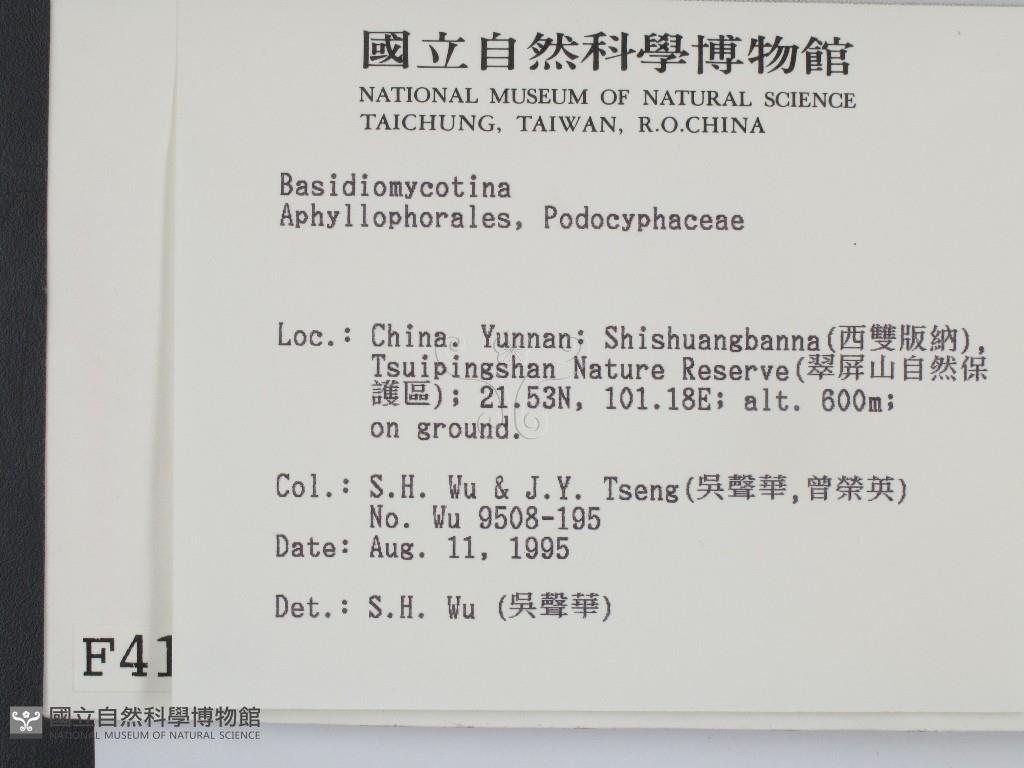 國立自然科學博物館
NATIONAL MUSEUM OF NATURAL SCIENCE
TAICHUNG, TAIWAN, R.O.CHINA
Basidiomycotina
Aphyllophorales, Podocyphaceae
Loc.: China. Yunnan: Shishuangbanna(西雙版納),
Tsuipingshan Nature Reserve(翠屏山自然保
護區); 21.53N, 101.18E; alt. 600m;
on ground.
Col.: S.H. Wu & J.Y. Tseng(吳聲華,曾榮英)
No. Wu 9508-195
Date: Aug. 11, 1995
Det.: S.H. Wu (吳聲華)
F41
國立自然科學博物館
NATIONAL MUSEUM OF NATURAL SCIENCE